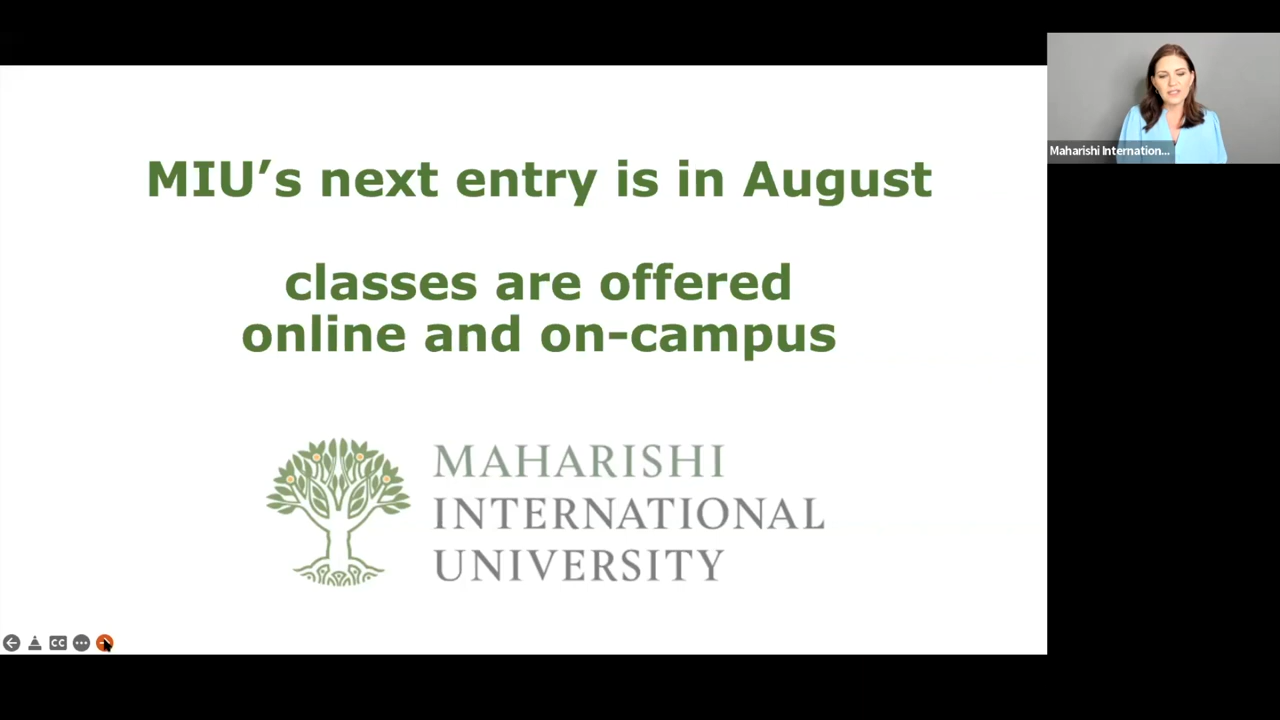 MIU’s next entry is in August
classes are offered
online and on-campus
MAHARISHI
INTERNATIONAL
UNIVERSITY
Maharishi Internation...
CC